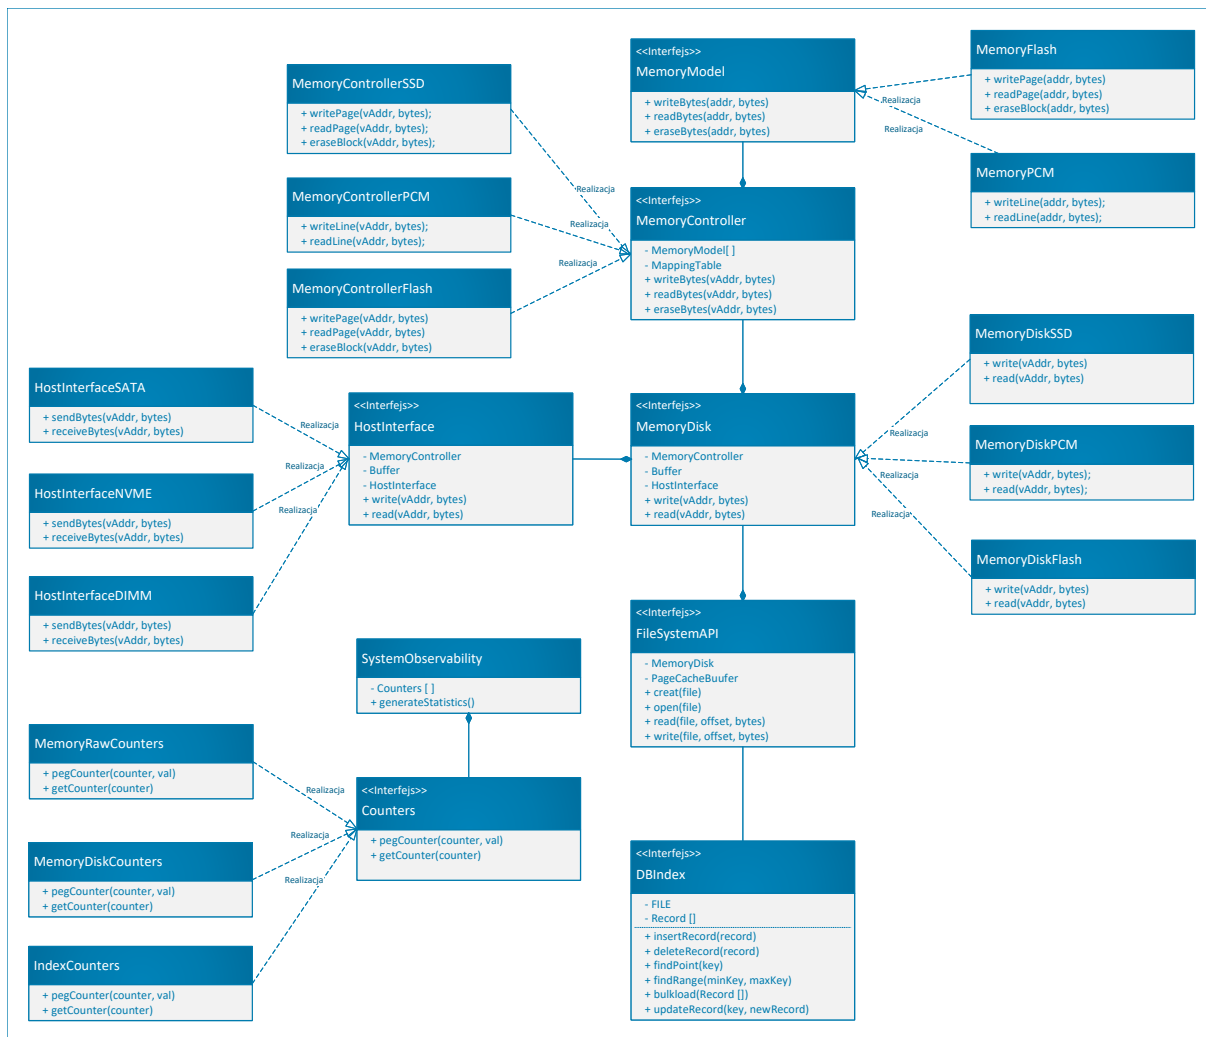 <<Interfejs>>
MemoryModel
+ writeBytes(addr, bytes)
+ readBytes(addr, bytes)
+ eraseBytes(addr, bytes)
MemoryFlash
+ writePage(addr, bytes)
+ readPage(addr, bytes)
+ eraseBlock(addr, bytes)
Realizacja
Realizacja
MemoryPCM
+ writeLine(addr, bytes);
+ readLine(addr, bytes);
MemoryControllerSSD
+ writePage(vAddr, bytes);
+ readPage(vAddr, bytes);
+ eraseBlock(vAddr, bytes);
Realizacja
MemoryControllerPCM
+ writeLine(vAddr, bytes);
+ readLine(vAddr, bytes);
Realizacja
MemoryControllerFlash
+ writePage(vAddr, bytes)
+ readPage(vAddr, bytes)
+ eraseBlock(vAddr, bytes)
Realizacja
<<Interfejs>>
MemoryController
- MemoryModel[ ]
- MappingTable
+ writeBytes(vAddr, bytes)
+ readBytes(vAddr, bytes)
+ eraseBytes(vAddr, bytes)
MemoryDiskSSD
+ write(vAddr, bytes)
+ read(vAddr, bytes)
Realizacja
MemoryDiskPCM
+ write(vAddr, bytes);
+ read(vAddr, bytes);
Realizacja
MemoryDiskFlash
+ write(vAddr, bytes)
+ read(vAddr, bytes)
Realizacja
HostInterfaceSATA
+ sendBytes(vAddr, bytes)
+ receiveBytes(vAddr, bytes)
Realizacja
HostInterfaceNVME
+ sendBytes(vAddr, bytes)
+ receiveBytes(vAddr, bytes)
Realizacja
HostInterfaceDIMM
+ sendBytes(vAddr, bytes)
+ receiveBytes(vAddr, bytes)
Realizacja
<<Interfejs>>
HostInterface
- MemoryController
- Buffer
- HostInterface
+ write(vAddr, bytes)
+ read(vAddr, bytes)
<<Interfejs>>
MemoryDisk
- MemoryController
- Buffer
- HostInterface
+ write(vAddr, bytes)
+ read(vAddr, bytes)
<<Interfejs>>
FileSystemAPI
- MemoryDisk
- PageCacheBuufer
+ creat(file)
+ open(file)
+ read(file, offset, bytes)
+ write(file, offset, bytes)
SystemObservability
- Counters [ ]
+ generateStatistics()
MemoryRawCounters
+ pegCounter(counter, val)
+ getCounter(counter)
Realizacja
MemoryDiskCounters
+ pegCounter(counter, val)
+ getCounter(counter)
Realizacja
IndexCounters
+ pegCounter(counter, val)
+ getCounter(counter)
Realizacja
<<Interfejs>>
Counters
+ pegCounter(counter, val)
+ getCounter(counter)
<<Interfejs>>
DBIndex
- FILE
- Record []
+ insertRecord(record)
+ deleteRecord(record)
+ findPoint(key)
+ findRange(minKey, maxKey)
+ bulkload(Record [])
+ updateRecord(key, newRecord)